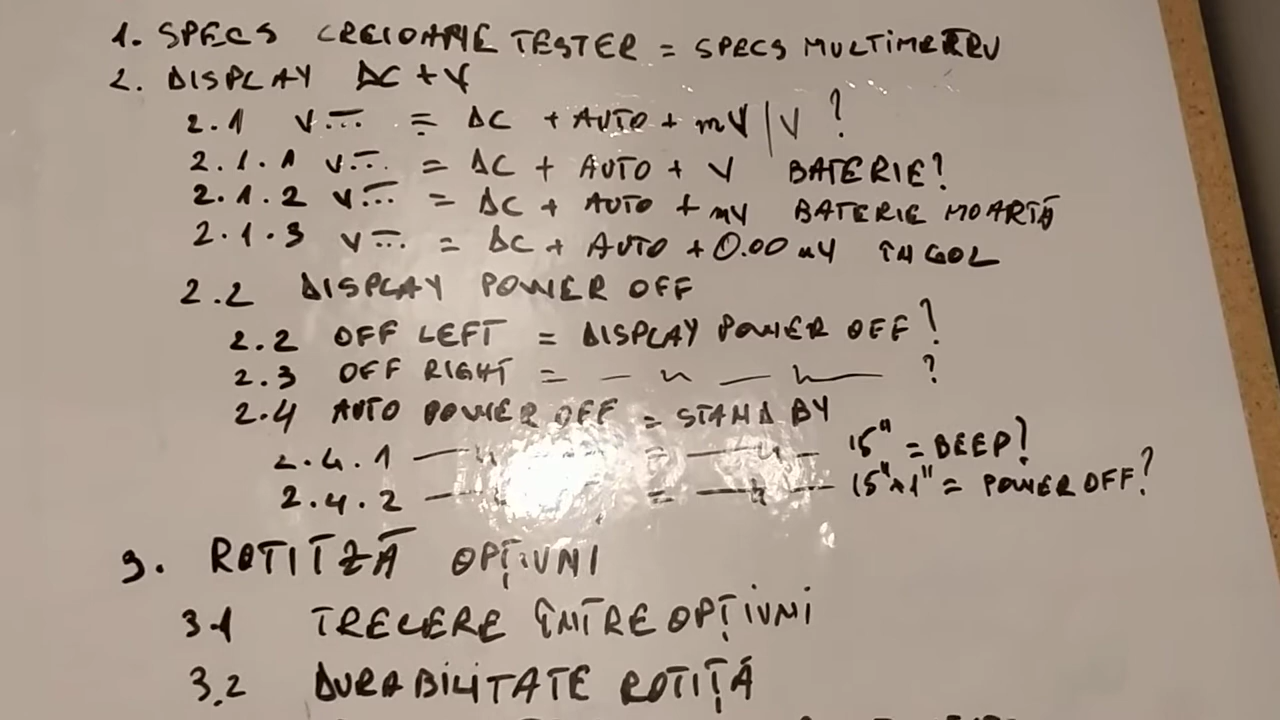 1. SPECS CREIOANE TESTER = SPECS MULTIMETRU
2. DISPLAY DC + V
2.1 V⎓ = DC + AUTO + mV | V ?
2.1.1 V⎓ = DC + AUTO + V BATERIE?
2.1.2 V⎓ = DC + AUTO + mV BATERIE MOARTĂ
2.1.3 V⎓ = DC + AUTO + 0.00 mV ÎN GOL
2.2 DISPLAY POWER OFF
2.2 OFF LEFT = DISPLAY POWER OFF?
2.3 OFF RIGHT = — " — " — ?
2.4 AUTO POWER OFF = STAND BY
2.4.1 — " — = — " — 15" = BEEP?
2.4.2 — " — = — " — 15"+1" = POWER OFF?
3. ROTITZĂ OPȚIUNI
3.1 TRECERE ÎNTRE OPȚIUNI
3.2 DURABILITATE ROTIȚĂ